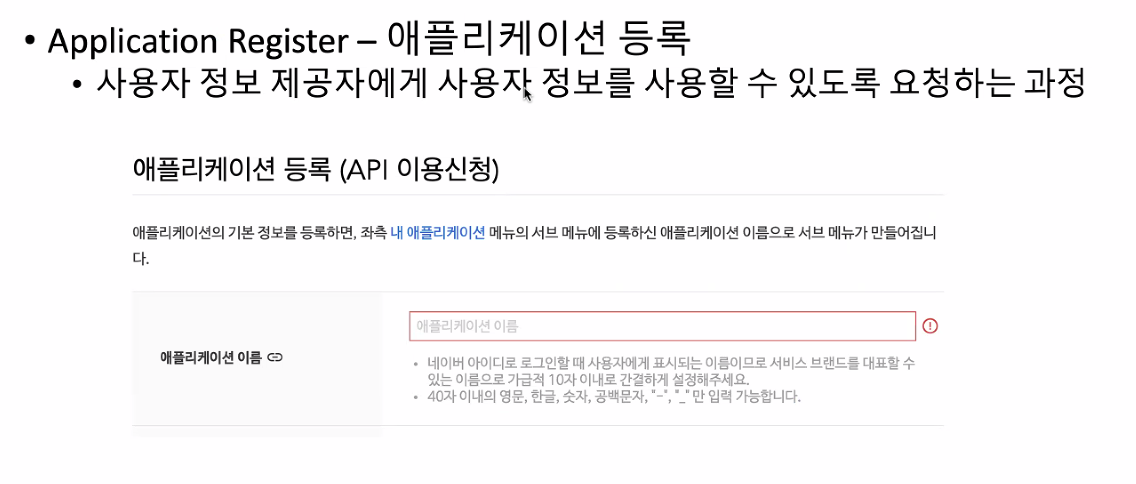 • Application Register – 애플리케이션 등록
• 사용자 정보 제공자에게 사용자 정보를 사용할 수 있도록 요청하는 과정
애플리케이션 등록 (API 이용신청)
애플리케이션의 기본 정보를 등록하면, 좌측 내 애플리케이션 메뉴의 서브 메뉴에 등록하신 애플리케이션 이름으로 서브 메뉴가 만들어집니
다.
애플리케이션 이름
애플리케이션 이름
• 네이버 아이디로 로그인할 때 사용자에게 표시되는 이름이므로 서비스 브랜드를 대표할 수
있는 이름으로 가급적 10자 이내로 간결하게 설정해주세요.
• 40자 이내의 영문, 한글, 숫자, 공백문자, "-", "_" 만 입력 가능합니다.